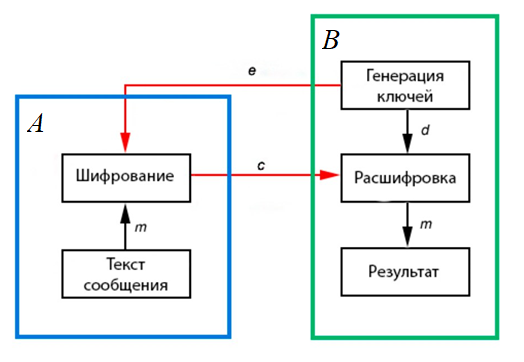 B
A
e
Генерация
ключей
d
Шифрование
c
Расшифровка
m
m
Текст
сообщения
Результат